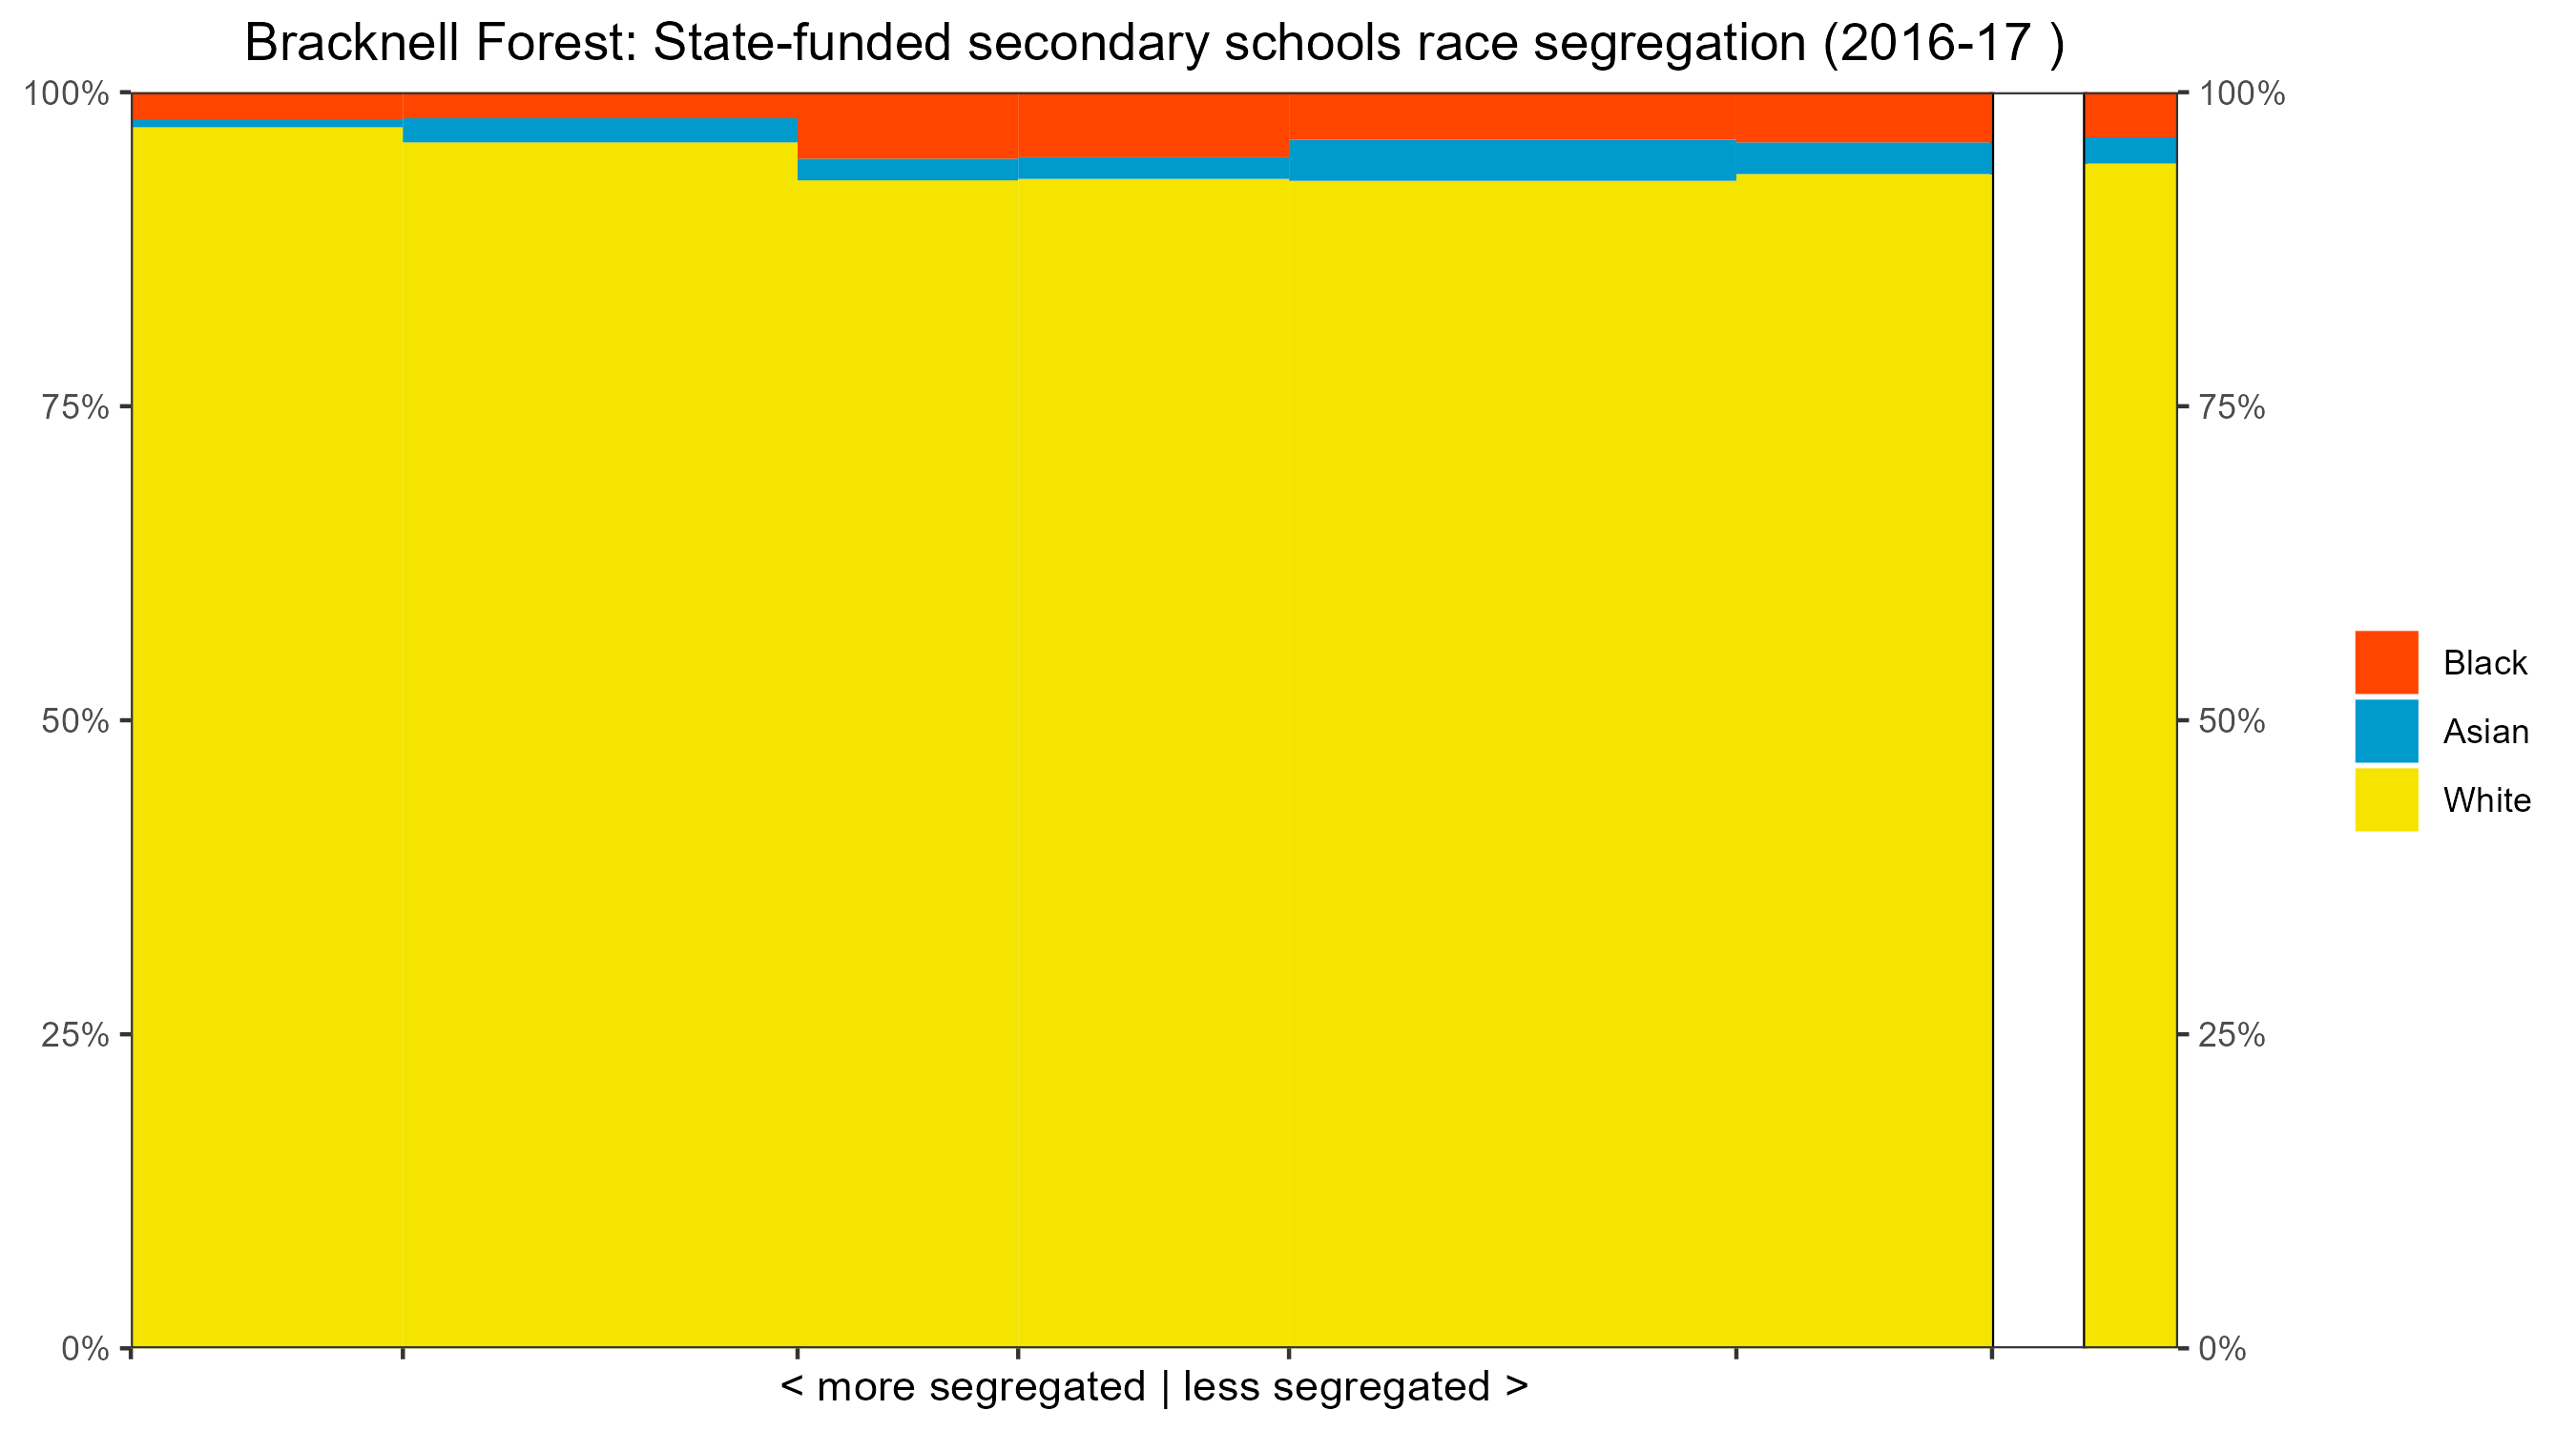 Bracknell Forest: State-funded secondary schools race segregation (2016-17 )
100%
75%
50%
25%
0%
100%
75%
50%
25%
0%
Black
Asian
White
< more segregated | less segregated >